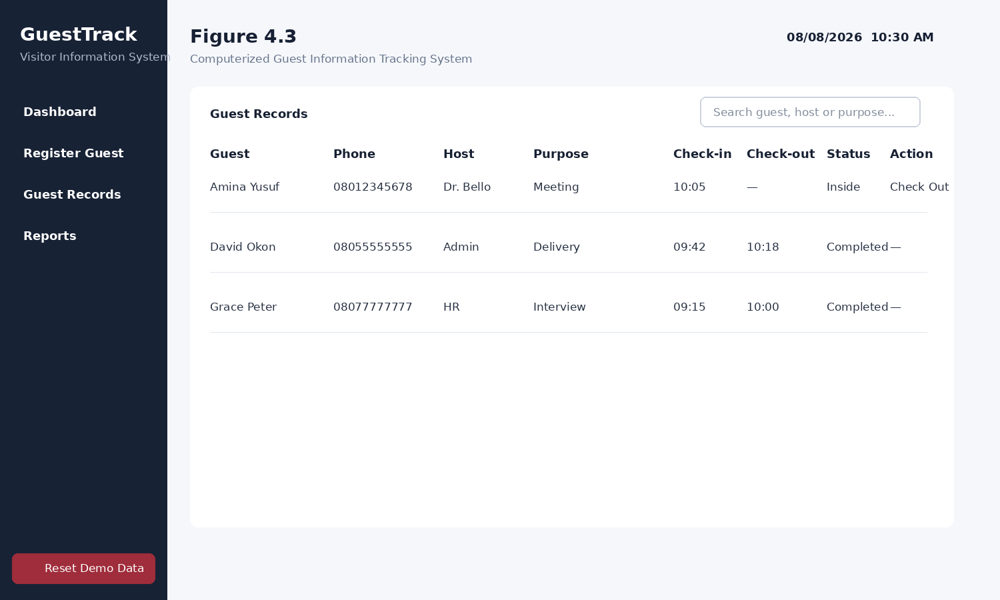 GuestTrack
Visitor Information System
Dashboard
Register Guest
Guest Records
Reports
Reset Demo Data
Figure 4.3
08/08/2026 10:30 AM
Computerized Guest Information Tracking System
Guest Records
Search guest, host or purpose...
Guest Phone Host Purpose Check-in Check-out Status Action
Amina Yusuf 08012345678 Dr. Bello Meeting 10:05 — Inside Check Out
David Okon 08055555555 Admin Delivery 09:42 10:18 Completed —
Grace Peter 08077777777 HR Interview 09:15 10:00 Completed —